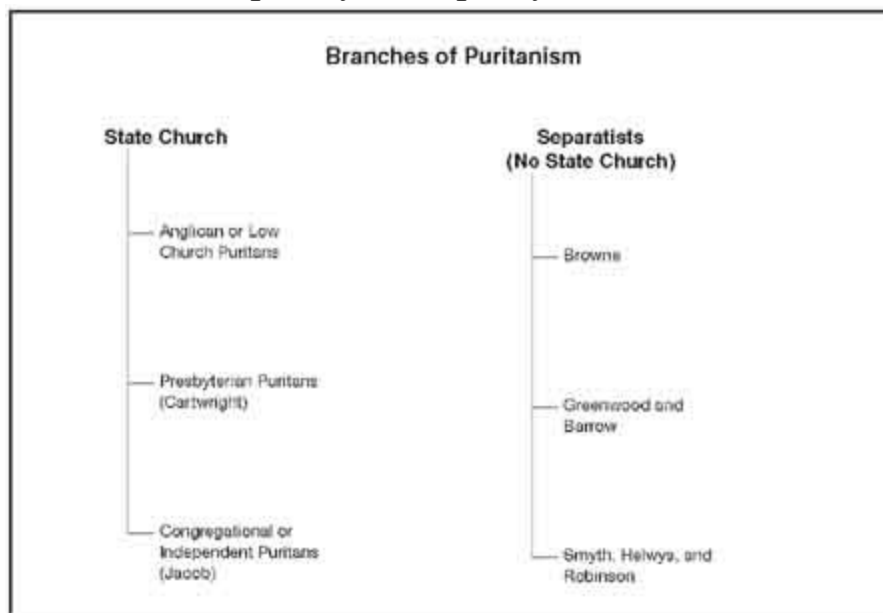 Branches of Puritanism
State Church
Anglican or Low
Church Puritans
Presbyterian Puritans
(Cartwright)
Congregational or
Independent Puritans
(Jacob)
Separatists
(No State Church)
Browne
Greenwood and
Barrow
Smyth, Helwys, and
Robinson